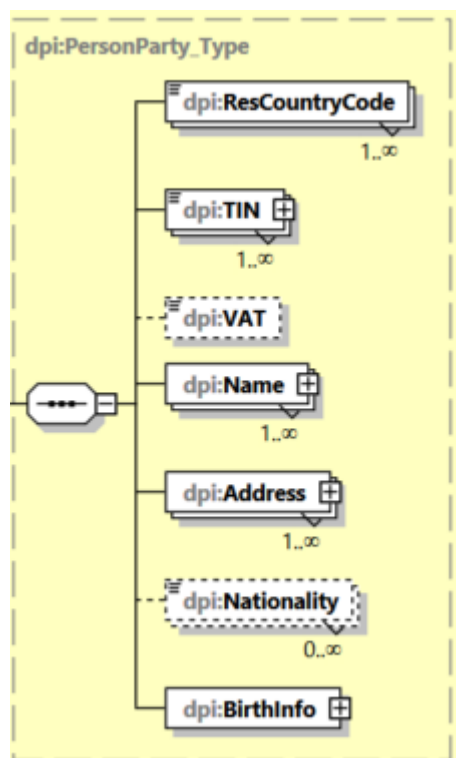 dpi:PersonParty_Type
dpi:ResCountryCode
1..∞
dpi:TIN
1..∞
dpi:VAT
dpi:Name
1..∞
dpi:Address
1..∞
dpi:Nationality
0..∞
dpi:BirthInfo